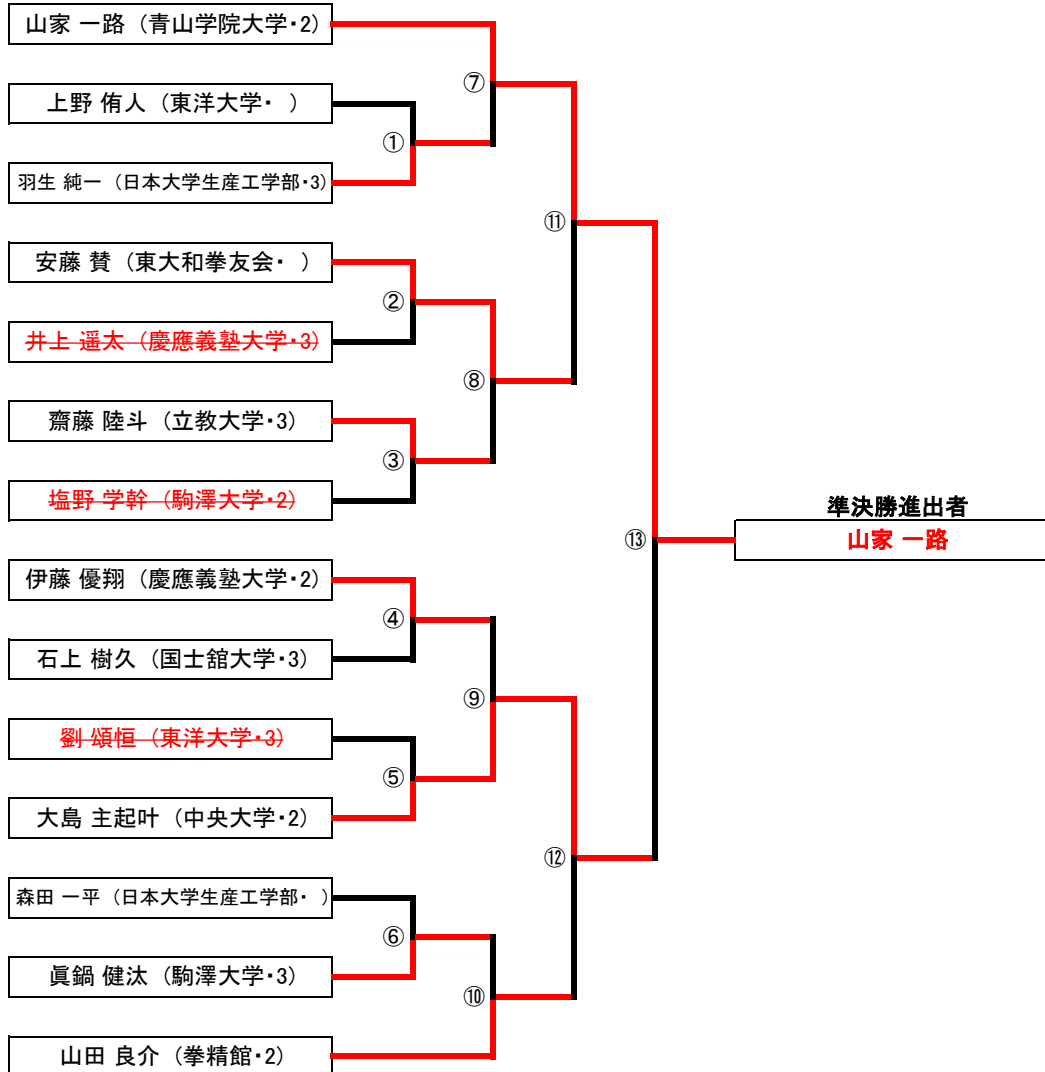 山家 一路 (青山学院大学・2)
⑦
上野 侑人 (東洋大学・ )
①
羽生 純一 (日本大学生産工学部・3)
⑪
安藤 賛 (東大和拳友会・ )
②
井上 遥太 (慶應義塾大学・3)
⑧
齋藤 陸斗 (立教大学・3)
③
塩野 学幹 (駒澤大学・2)
準決勝進出者
⑬
山家 一路
伊藤 優翔 (慶應義塾大学・2)
④
石上 樹久 (国士舘大学・3)
⑨
劉 頌恒 (東洋大学・3)
⑤
大島 主起叶 (中央大学・2)
⑫
森田 一平 (日本大学生産工学部・ )
⑥
眞鍋 健汰 (駒澤大学・3)
⑩
山田 良介 (拳精館・2)